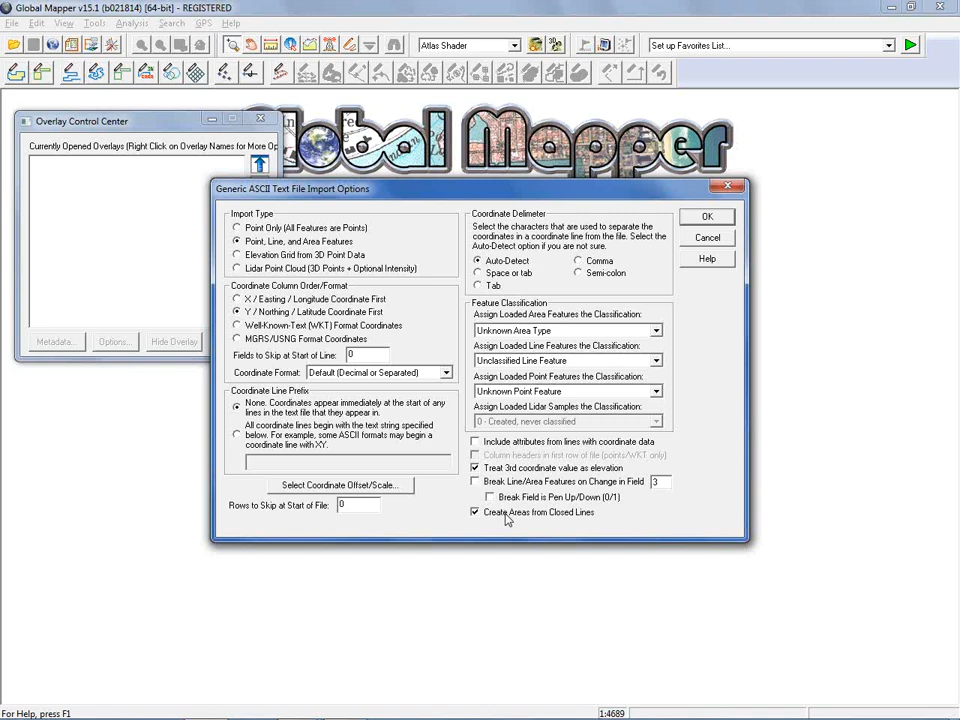 Global Mapper v15.1 (b021814) [64-bit] - REGISTERED
File Edit View Tools Analysis Search GPS Help
Atlas Shader
Set up Favorites List...
Global Mapper
Overlay Control Center
Currently Opened Overlays (Right Click on Overlay Names for More Op
Metadata... Options... Hide Overlay
Generic ASCII Text File Import Options
Import Type
Point Only (All Features are Points)
Point, Line, and Area Features
Elevation Grid from 3D Point Data
Lidar Point Cloud (3D Points + Optional Intensity)
Coordinate Column Order/Format
X / Easting / Longitude Coordinate First
Y / Northing / Latitude Coordinate First
Well-Known-Text (WKT) Format Coordinates
MGRS/USNG Format Coordinates
Fields to Skip at Start of Line: 0
Coordinate Format: Default (Decimal or Separated)
Coordinate Line Prefix
None. Coordinates appear immediately at the start of any
lines in the text file that they appear in.
All coordinate lines begin with the text string specified
below. For example, some ASCII formats may begin a
coordinate line with XY.
Select Coordinate Offset/Scale...
Rows to Skip at Start of File: 0
Coordinate Delimeter
Select the characters that are used to separate the
coordinates in a coordinate line from the file. Select the
Auto-Detect option if you are not sure.
Auto-Detect Comma
Space or tab Semi-colon
Tab
Feature Classification
Assign Loaded Area Features the Classification:
Unknown Area Type
Assign Loaded Line Features the Classification:
Unclassified Line Feature
Assign Loaded Point Features the Classification:
Unknown Point Feature
Assign Loaded Lidar Samples the Classification:
0 - Created, never classified
Include attributes from lines with coordinate data
Column headers in first row of file (points/WKT only)
Treat 3rd coordinate value as elevation
Break Line/Area Features on Change in Field 3
Break Field is Pen Up/Down (0/1)
Create Areas from Closed Lines
OK
Cancel
Help
For Help, press F1
1:4689